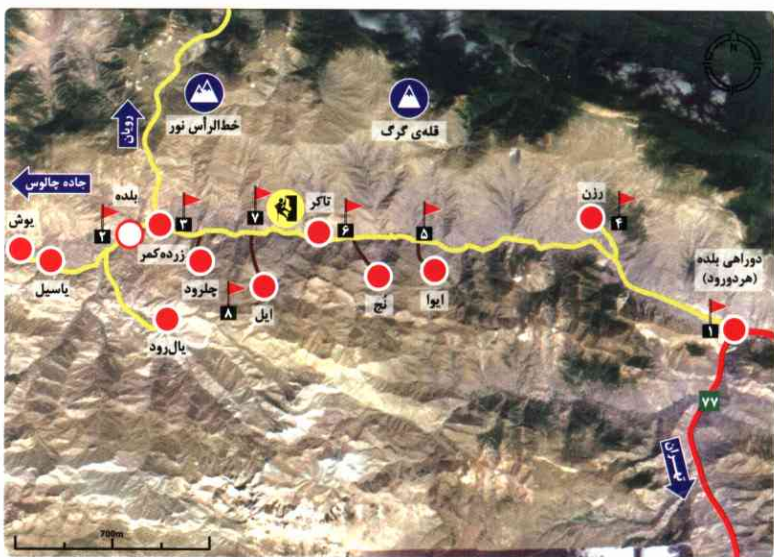 N
خط‌الرأس نور
قله‌ی گرگ
رویان
جاده چالوس
بلده
یوش
یاسیل
۲
۳
زرده‌کمر
چلرود
۷
۸
ایل
تاکر
۶
نُج
۵
ایوا
رزن
۴
دوراهی بلده
(هردورود)
۱
یال‌رود
۷۷
تهران
700m